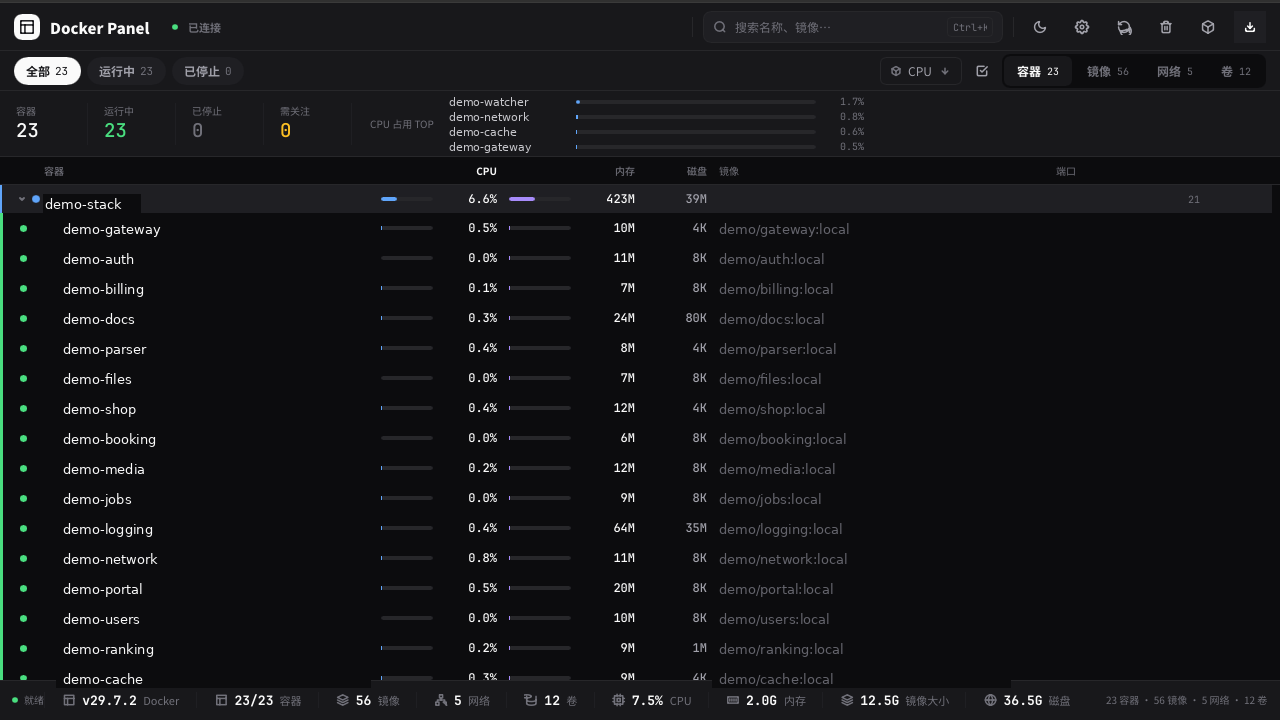 Docker Panel 已连接 搜索名称、镜像… Ctrl+K
全部 23 运行中 23 已停止 0 CPU 容器 23 镜像 56 网络 5 卷 12
容器 运行中 已停止 需关注
23 23 0 0
CPU 占用 TOP
demo-watcher 1.7%
demo-network 0.8%
demo-cache 0.6%
demo-gateway 0.5%
容器 CPU 内存 磁盘 镜像 端口
demo-stack 6.6% 423M 39M 21
demo-gateway 0.5% 10M 4K demo/gateway:local
demo-auth 0.0% 11M 8K demo/auth:local
demo-billing 0.1% 7M 8K demo/billing:local
demo-docs 0.3% 24M 80K demo/docs:local
demo-parser 0.4% 8M 4K demo/parser:local
demo-files 0.0% 7M 8K demo/files:local
demo-shop 0.4% 12M 4K demo/shop:local
demo-booking 0.0% 6M 8K demo/booking:local
demo-media 0.2% 12M 8K demo/media:local
demo-jobs 0.0% 9M 8K demo/jobs:local
demo-logging 0.4% 64M 35M demo/logging:local
demo-network 0.8% 11M 8K demo/network:local
demo-portal 0.5% 20M 8K demo/portal:local
demo-users 0.0% 10M 8K demo/users:local
demo-ranking 0.2% 9M 1M demo/ranking:local
demo-cache 0.3% 9M 4K demo/cache:local
就绪 v29.7.2 Docker 23/23 容器 56 镜像 5 网络 12 卷 7.5% CPU 2.0G 内存 12.5G 镜像大小 36.5G 磁盘 23 容器 · 56 镜像 · 5 网络 · 12 卷